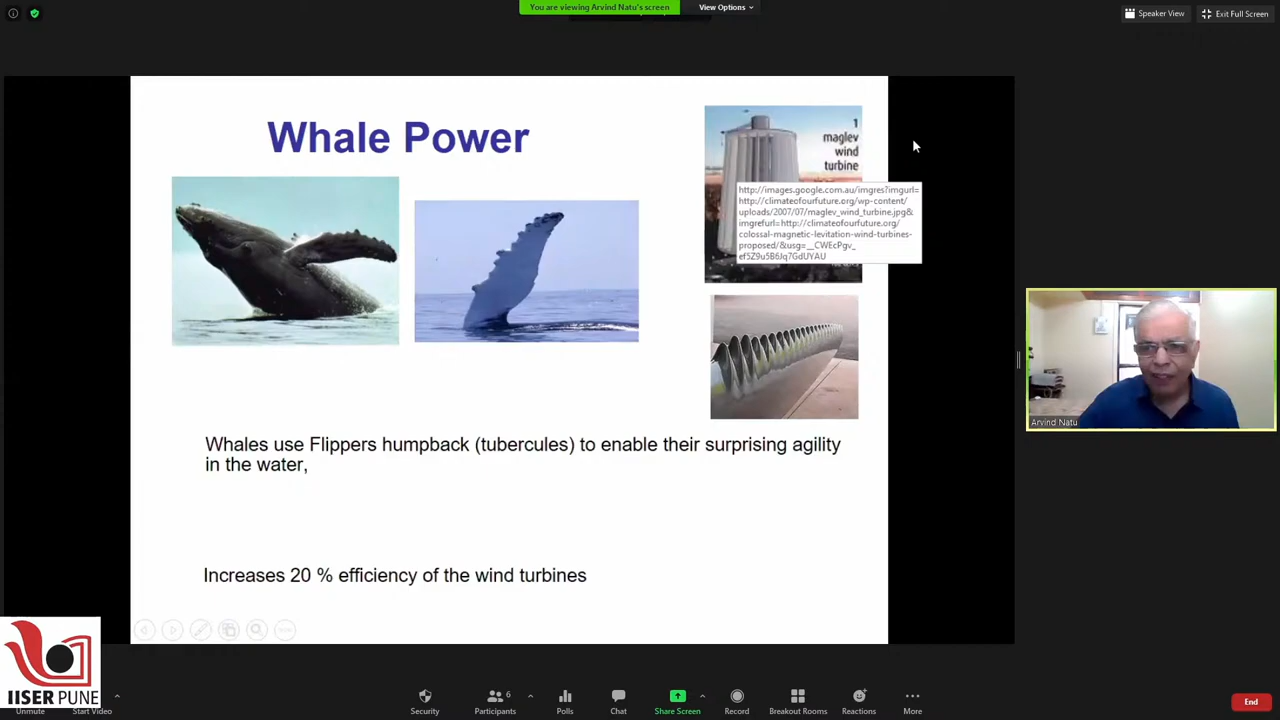 You are viewing Arvind Natu's screen
View Options
Speaker View
Exit Full Screen
Whale Power
1
maglev
wind
turbine
http://images.google.com.au/imgres?imgurl=
http://climateofourfuture.org/wp-content/
uploads/2007/07/maglev_wind_turbine.jpg&
imgrefurl=http://climateofourfuture.org/
colossal-magnetic-levitation-wind-turbines-
proposed/&usg=__CWEcPgv_
ef5Z9u5B6Jq7GdUYAU
Arvind Natu
Whales use Flippers humpback (tubercules) to enable their surprising agility
in the water,
Increases 20 % efficiency of the wind turbines
IISER PUNE
Unmute
Start Video
Security
6
Participants
Polls
Chat
Share Screen
Record
Breakout Rooms
Reactions
More
End